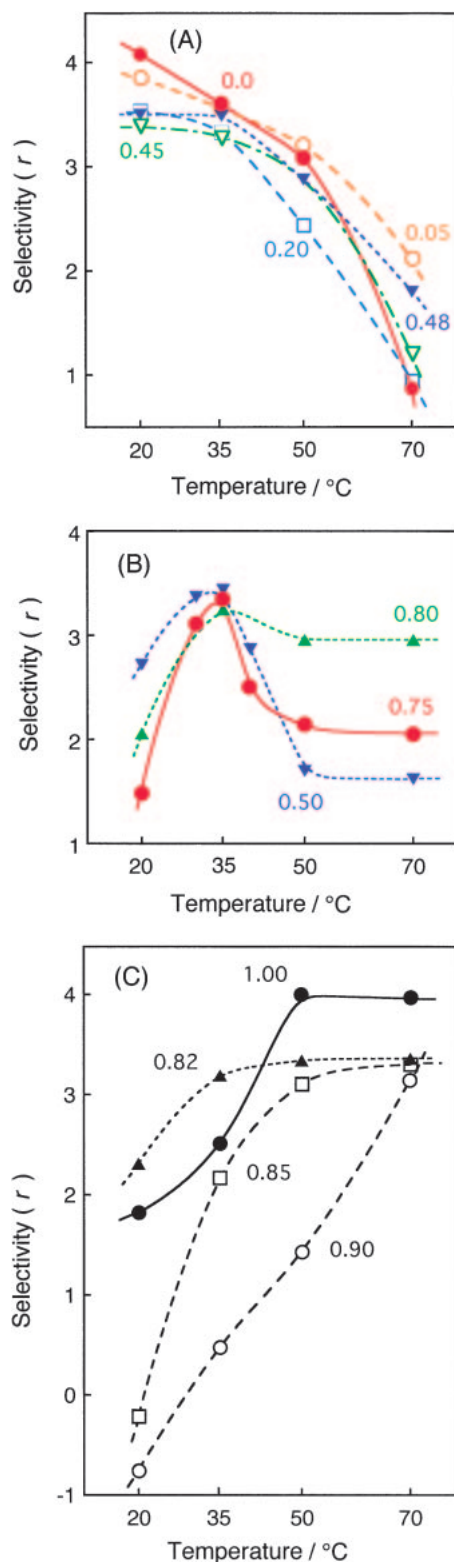 (A)
0.0
4
3
2
1
Selectivity ( r )
0.45
0.20
0.05
0.48
20 35 50 70
Temperature / °C
(B)
4
3
2
1
Selectivity ( r )
0.80
0.75
0.50
20 35 50 70
Temperature / °C
(C)
1.00
4
3
2
1
0
-1
Selectivity ( r )
0.82
0.85
0.90
20 35 50 70
Temperature / °C